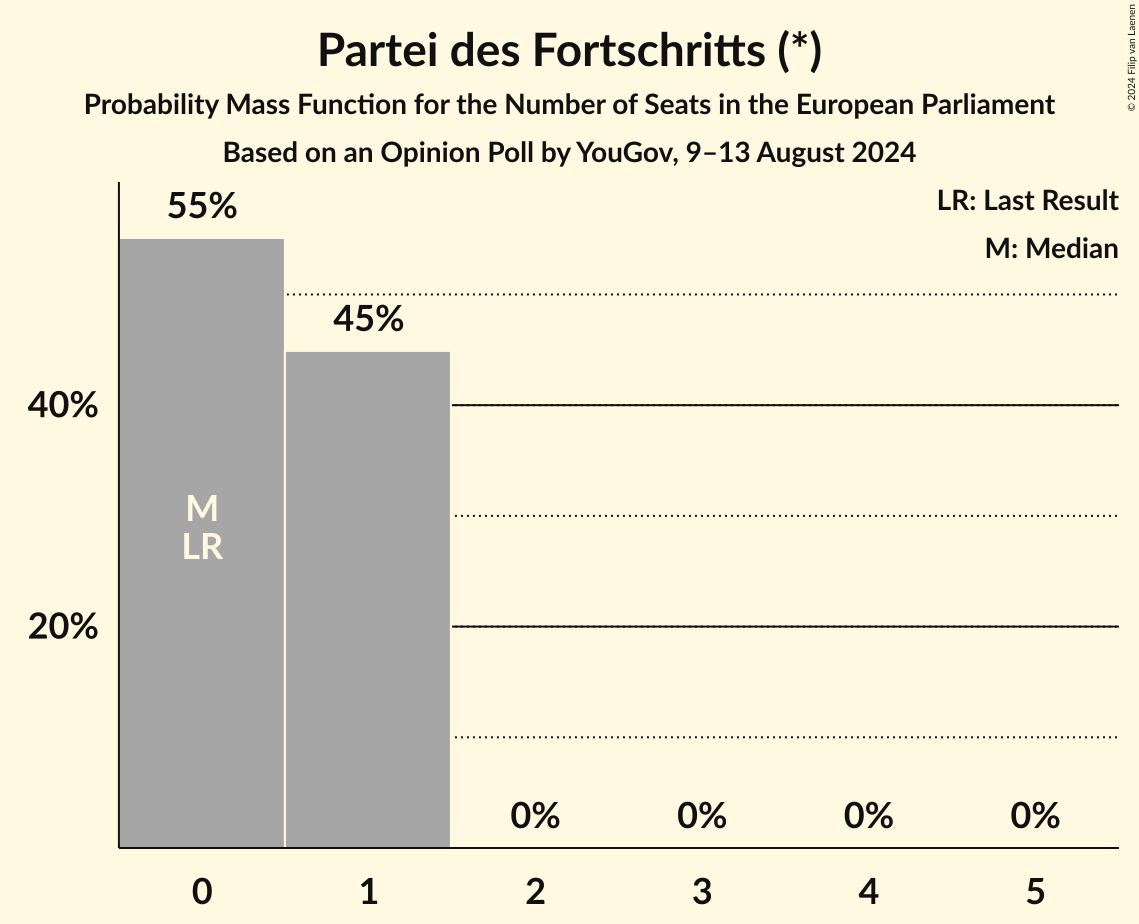 Partei des Fortschritts (*)
Probability Mass Function for the Number of Seats in the European Parliament
Based on an Opinion Poll by YouGov, 9–13 August 2024
© 2024 Filip van Laenen
LR: Last Result
M: Median
55%
45%
40%
20%
M
LR
0% 0% 0% 0%
0 1 2 3 4 5